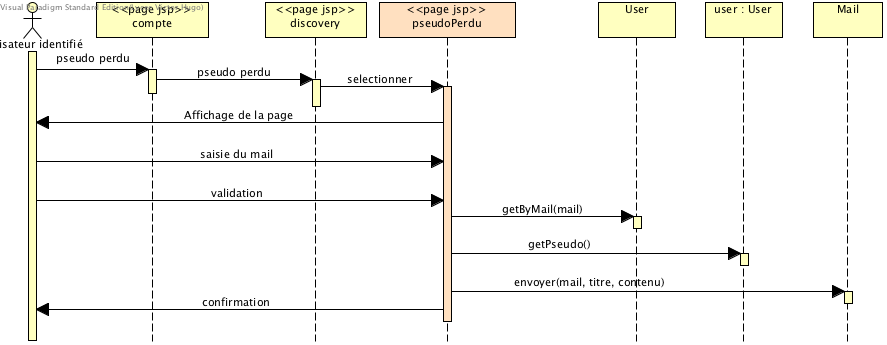 Visual Paradigm Standard Edition
Victor Hugo)
<<page jsp>>
compte
<<page jsp>>
discovery
<<page jsp>>
pseudoPerdu
User
user : User
Mail
isateur identifié
pseudo perdu
pseudo perdu
selectionner
Affichage de la page
saisie du mail
validation
getByMail(mail)
getPseudo()
envoyer(mail, titre, contenu)
confirmation